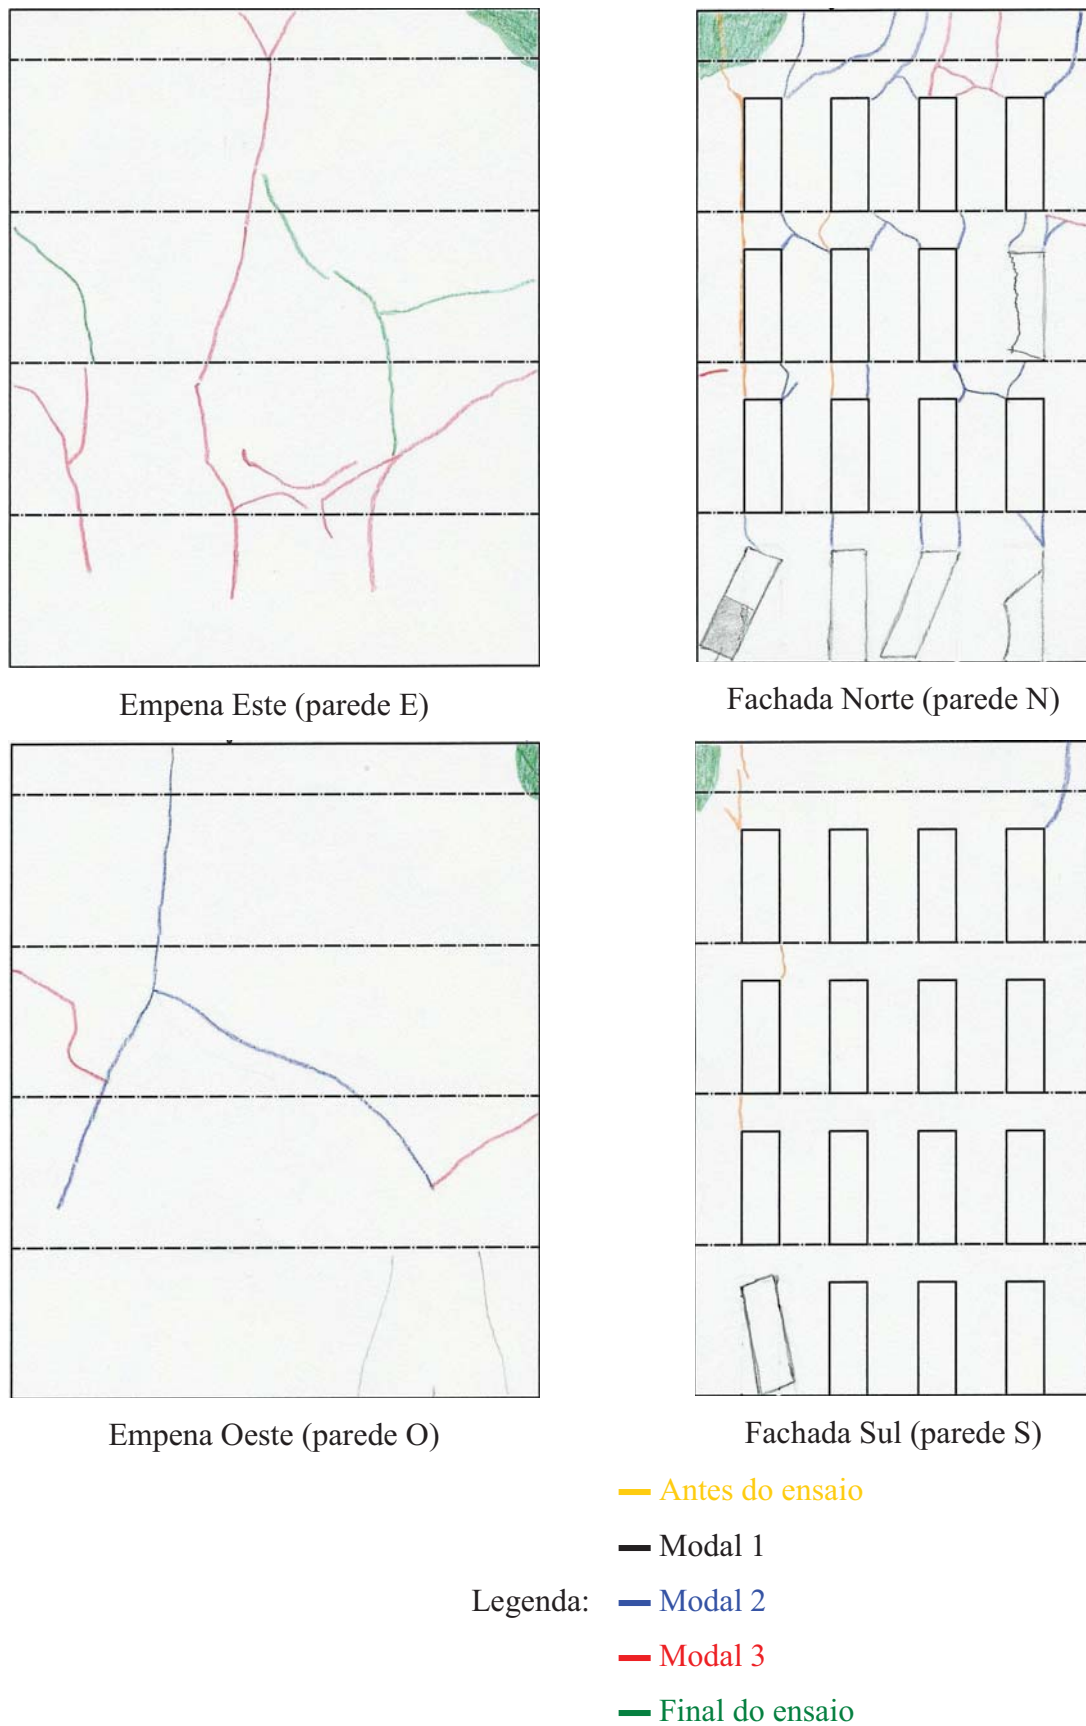 Empena Este (parede E)
Fachada Norte (parede N)
Empena Oeste (parede O)
Fachada Sul (parede S)
Antes do ensaio
Modal 1
Legenda:
Modal 2
Modal 3
Final do ensaio